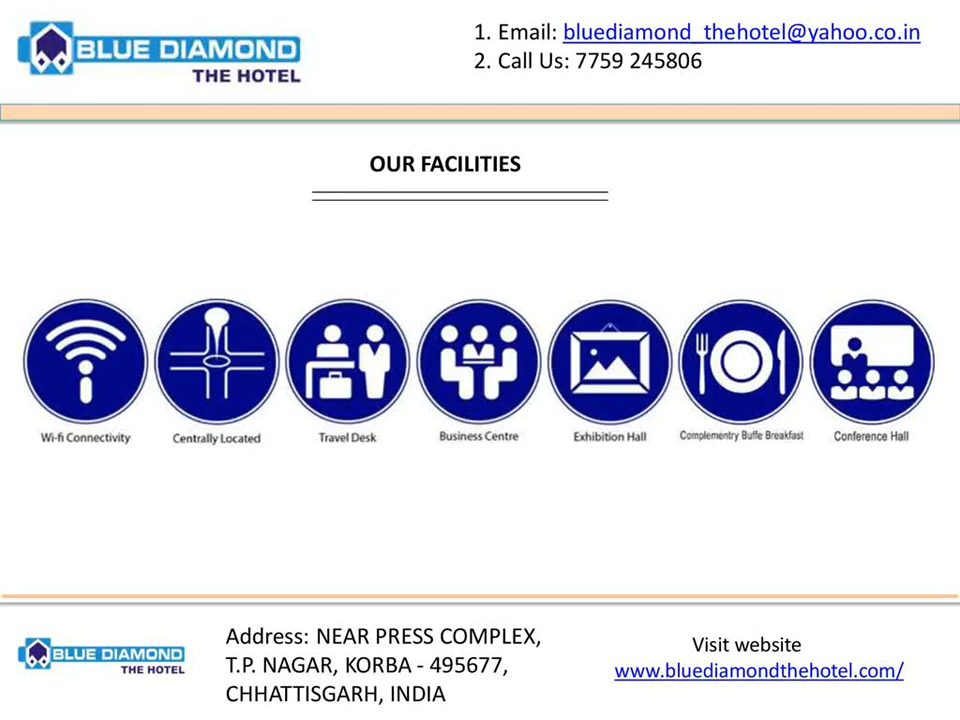 BLUE DIAMOND
THE HOTEL
1. Email: bluediamond_thehotel@yahoo.co.in
2. Call Us: 7759 245806
OUR FACILITIES
Wi-fi Connectivity
Centrally Located
Travel Desk
Business Centre
Exhibition Hall
Complementry Buffe Breakfast
Conference Hall
BLUE DIAMOND
THE HOTEL
Address: NEAR PRESS COMPLEX,
T.P. NAGAR, KORBA - 495677,
CHHATTISGARH, INDIA
Visit website
www.bluediamondthehotel.com/